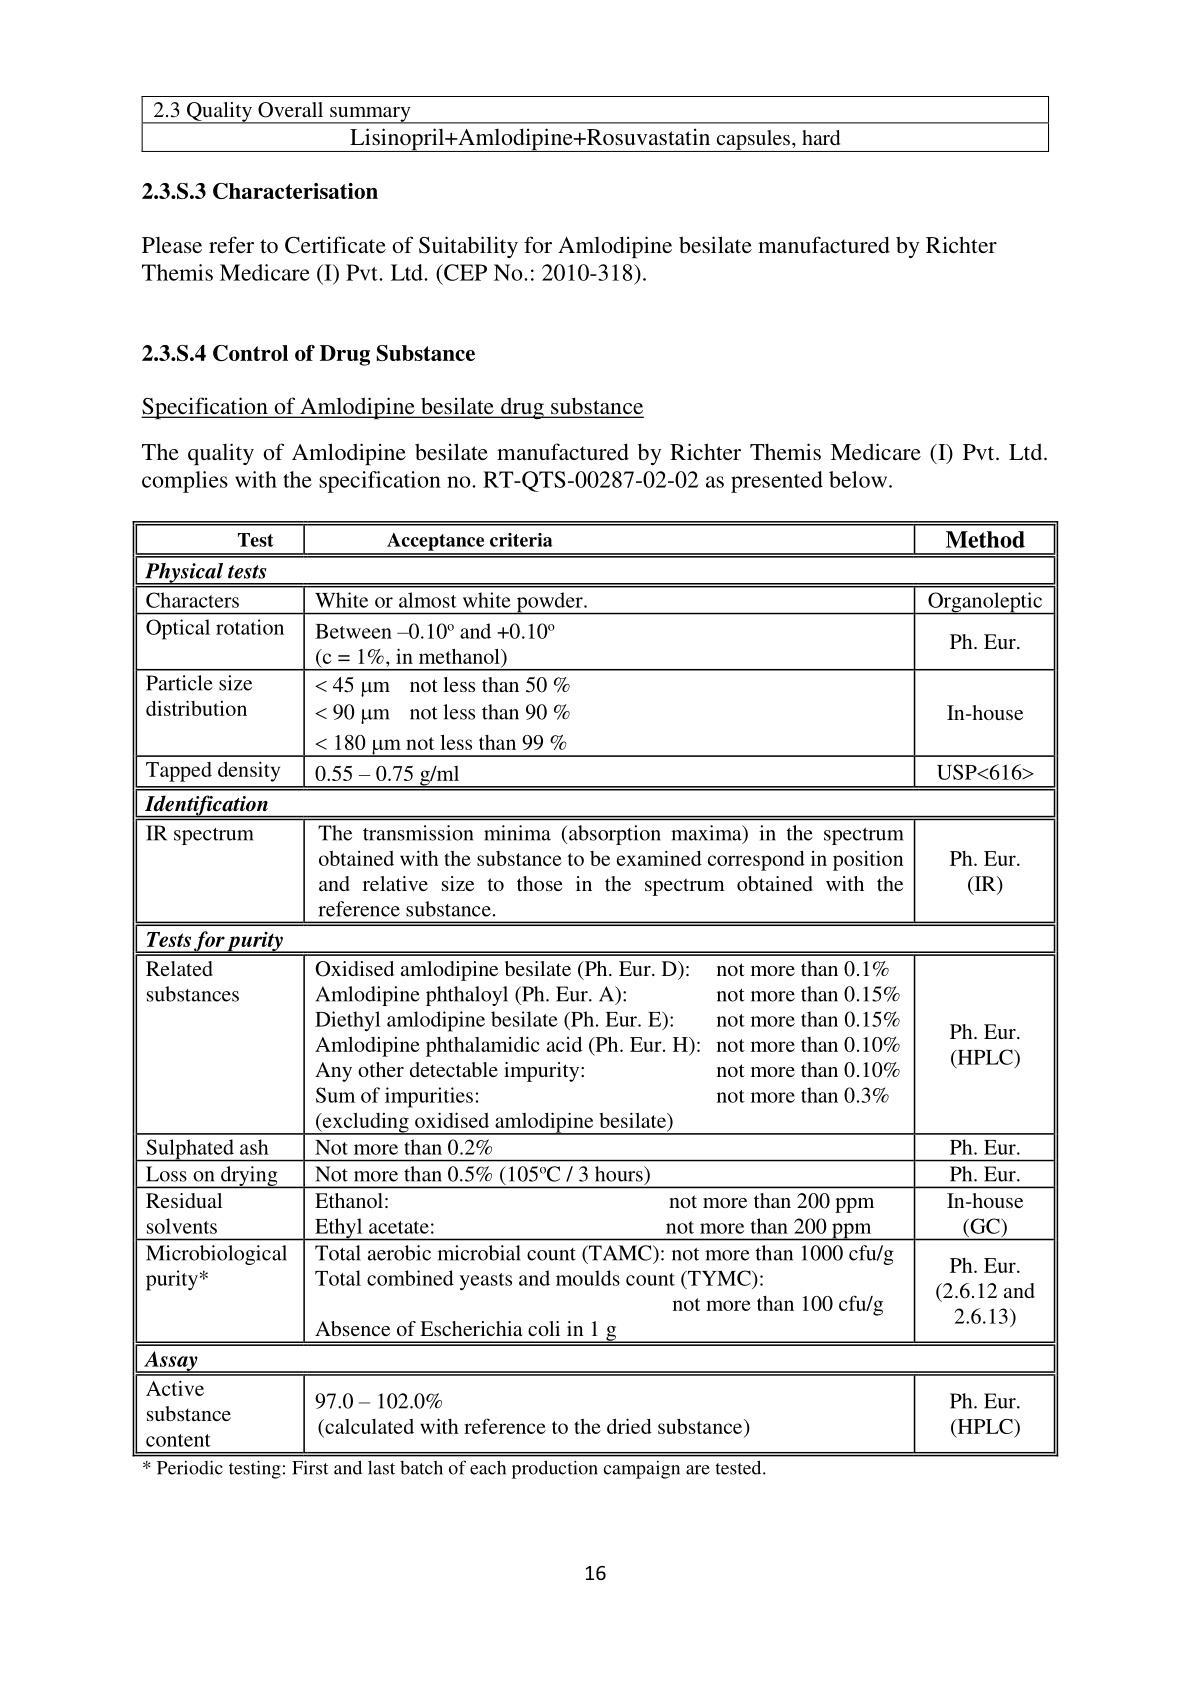 2.3 Quality Overall summary
Lisinopril+Amlodipine+Rosuvastatin capsules, hard
2.3.S.3 Characterisation
Please refer to Certificate of Suitability for Amlodipine besilate manufactured by Richter
Themis Medicare (I) Pvt. Ltd. (CEP No.: 2010-318).
2.3.S.4 Control of Drug Substance
Specification of Amlodipine besilate drug substance
The quality of Amlodipine besilate manufactured by Richter Themis Medicare (I) Pvt. Ltd.
complies with the specification no. RT-QTS-00287-02-02 as presented below.
Test Acceptance criteria Method
Physical tests
Characters White or almost white powder. Organoleptic
Optical rotation Between –0.10º and +0.10º
(c = 1%, in methanol)
Ph. Eur.
Particle size
distribution
< 45 µm not less than 50 %
< 90 µm not less than 90 %
< 180 µm not less than 99 %
In-house
Tapped density 0.55 – 0.75 g/ml USP<616>
Identification
IR spectrum
The transmission minima (absorption maxima) in the spectrum
obtained with the substance to be examined correspond in position
and relative size to those in the spectrum obtained with the
reference substance.
Ph. Eur.
(IR)
Tests for purity
Related
substances
Oxidised amlodipine besilate (Ph. Eur. D): not more than 0.1%
Amlodipine phthaloyl (Ph. Eur. A): not more than 0.15%
Diethyl amlodipine besilate (Ph. Eur. E): not more than 0.15%
Amlodipine phthalamidic acid (Ph. Eur. H): not more than 0.10%
Any other detectable impurity: not more than 0.10%
Sum of impurities: not more than 0.3%
(excluding oxidised amlodipine besilate)
Ph. Eur.
(HPLC)
Sulphated ash Not more than 0.2% Ph. Eur.
Loss on drying Not more than 0.5% (105ºC / 3 hours) Ph. Eur.
Residual
solvents
Ethanol: not more than 200 ppm
Ethyl acetate: not more than 200 ppm
In-house
(GC)
Microbiological
purity*
Total aerobic microbial count (TAMC): not more than 1000 cfu/g
Total combined yeasts and moulds count (TYMC):
not more than 100 cfu/g
Absence of Escherichia coli in 1 g
Ph. Eur.
(2.6.12 and
2.6.13)
Assay
Active
substance
content
97.0 – 102.0%
(calculated with reference to the dried substance)
Ph. Eur.
(HPLC)
* Periodic testing: First and last batch of each production campaign are tested.
16